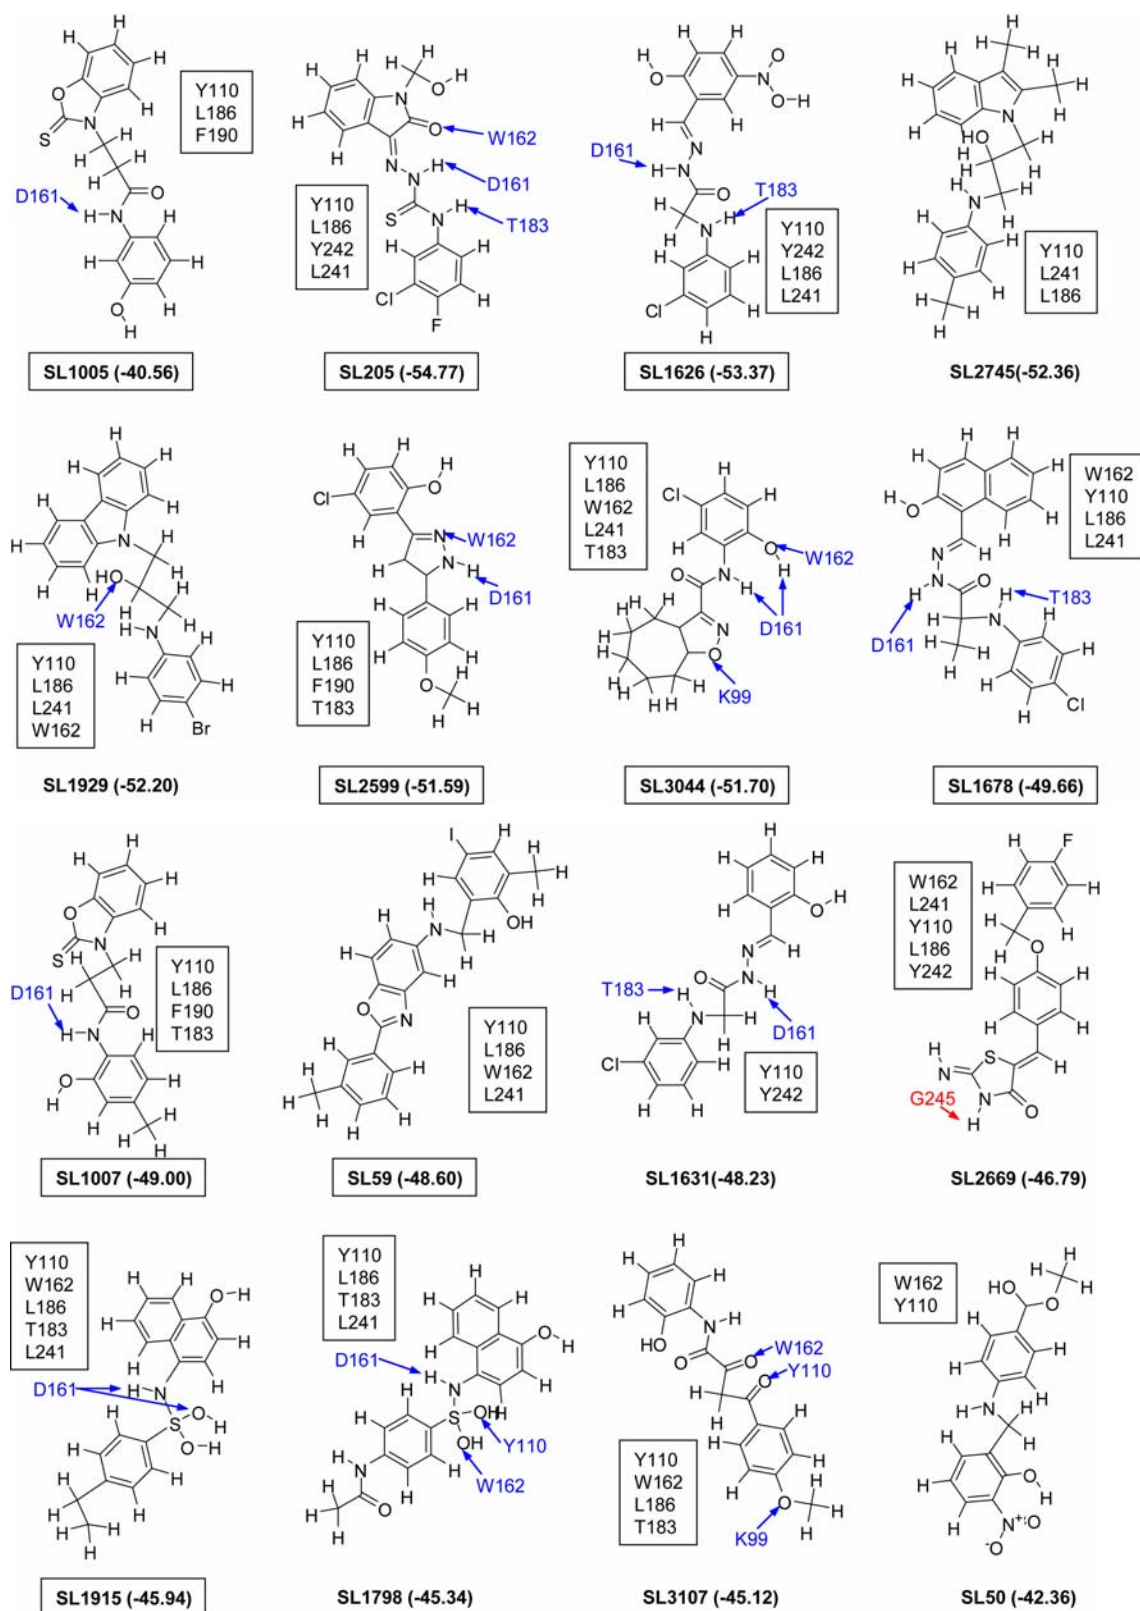 Y110
L186
F190
D161
SL1005 (-40.56)
W162
D161
T183
Y110
L186
Y242
L241
SL205 (-54.77)
D161
T183
Y110
Y242
L186
L241
SL1626 (-53.37)
Y110
L241
L186
SL2745(-52.36)
W162
Y110
L186
L241
W162
SL1929 (-52.20)
W162
D161
Y110
L186
F190
T183
SL2599 (-51.59)
Y110
L186
W162
L241
T183
W162
D161
K99
SL3044 (-51.70)
W162
Y110
L186
L241
T183
D161
SL1678 (-49.66)
D161
Y110
L186
F190
T183
SL1007 (-49.00)
Y110
L186
W162
L241
SL59 (-48.60)
T183
D161
Y110
Y242
SL1631(-48.23)
W162
L241
Y110
L186
Y242
G245
SL2669 (-46.79)
Y110
W162
L186
T183
L241
D161
SL1915 (-45.94)
Y110
L186
T183
L241
D161
Y110
W162
SL1798 (-45.34)
W162
Y110
Y110
W162
L186
T183
K99
SL3107 (-45.12)
W162
Y110
SL50 (-42.36)